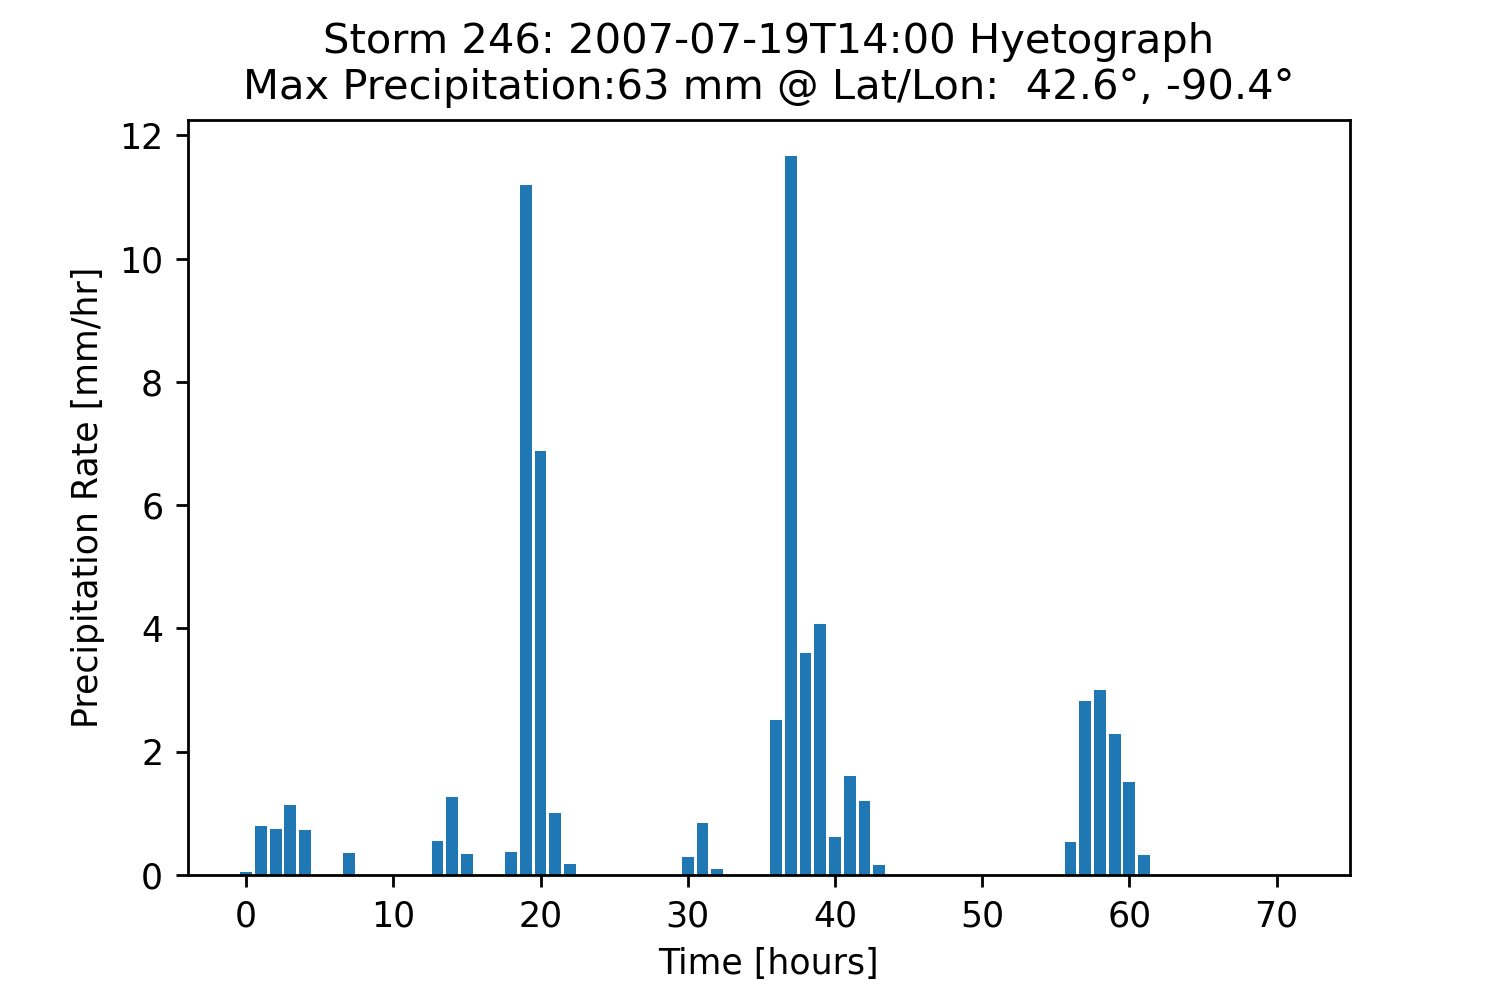 Storm 246: 2007-07-19T14:00 Hyetograph
Max Precipitation:63 mm @ Lat/Lon:  42.6°, -90.4°
12
10
8
6
4
2
0
Precipitation Rate [mm/hr]
0 10 20 30 40 50 60 70
Time [hours]